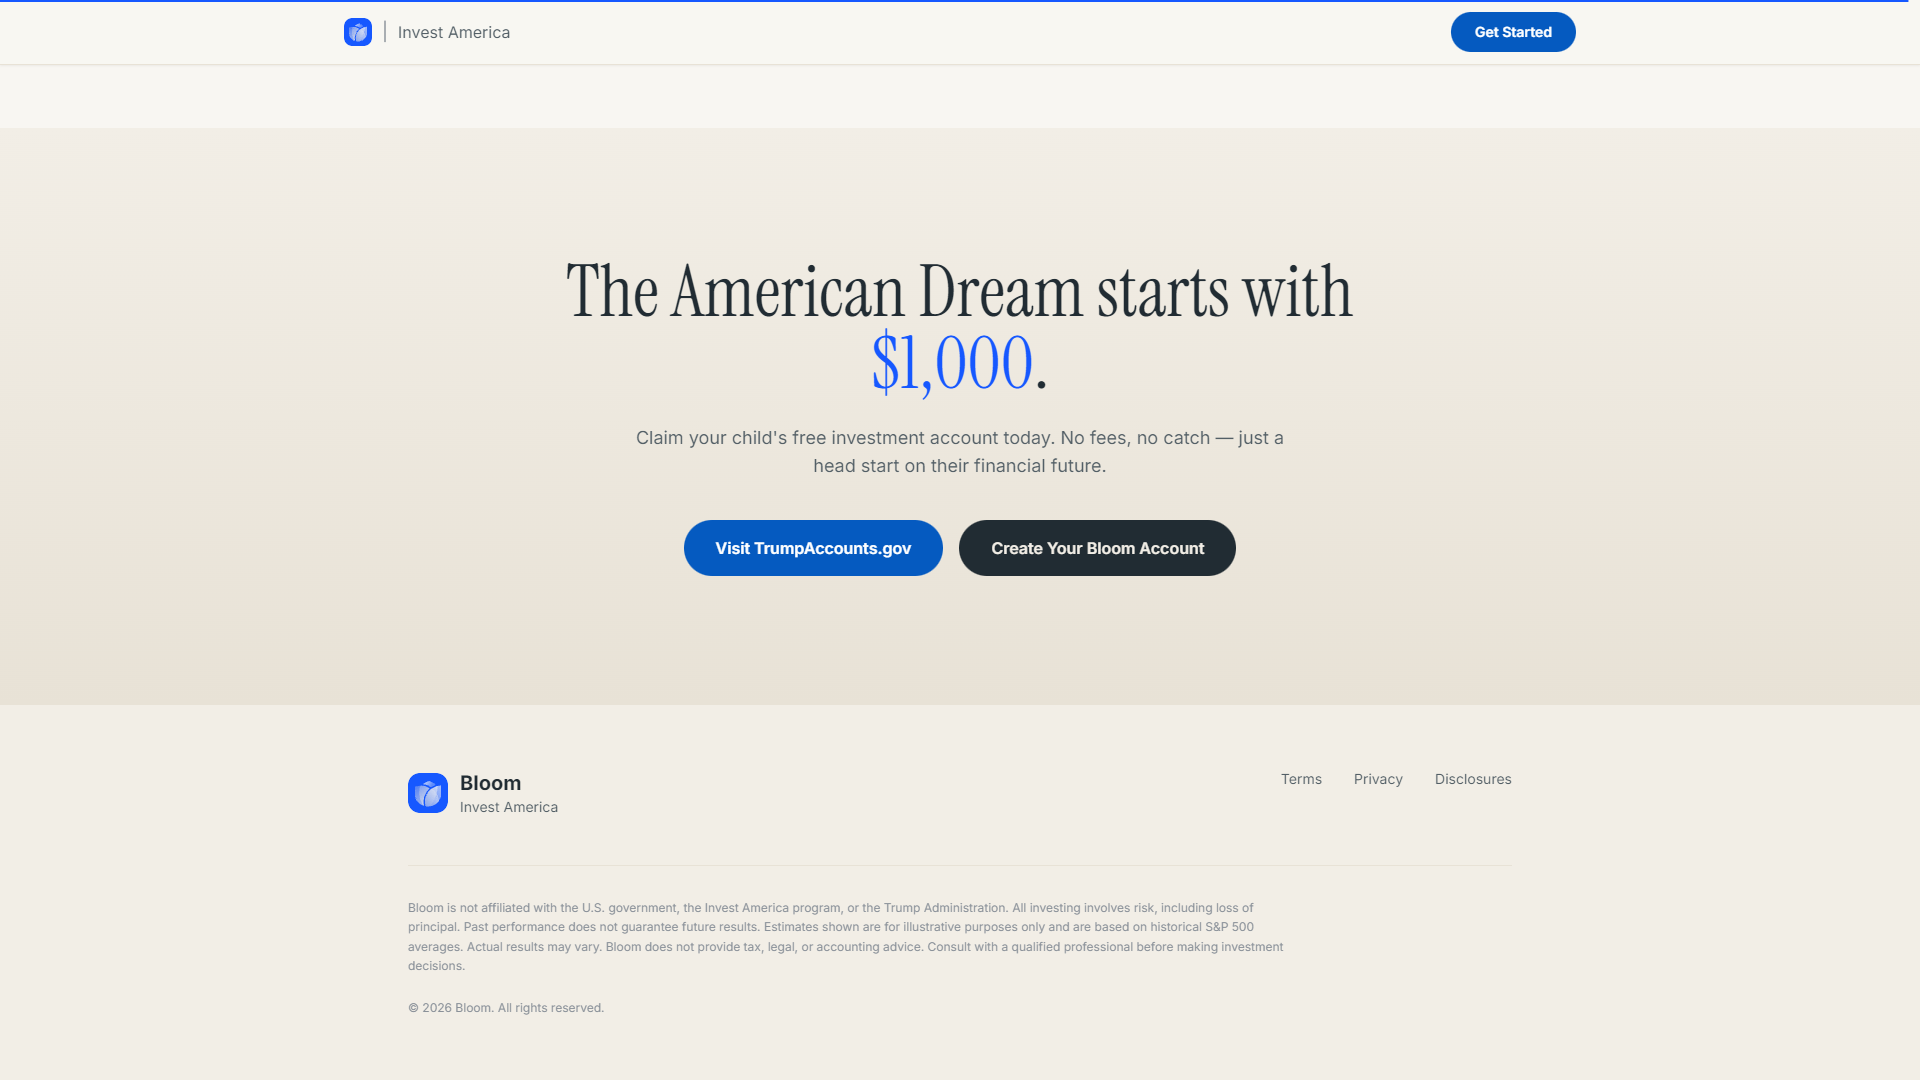 Invest America
Get Started
The American Dream starts with
$1,000.
Claim your child's free investment account today. No fees, no catch — just a
head start on their financial future.
Visit TrumpAccounts.gov
Create Your Bloom Account
Bloom
Invest America
Terms
Privacy
Disclosures
Bloom is not affiliated with the U.S. government, the Invest America program, or the Trump Administration. All investing involves risk, including loss of
principal. Past performance does not guarantee future results. Estimates shown are for illustrative purposes only and are based on historical S&P 500
averages. Actual results may vary. Bloom does not provide tax, legal, or accounting advice. Consult with a qualified professional before making investment
decisions.
© 2026 Bloom. All rights reserved.